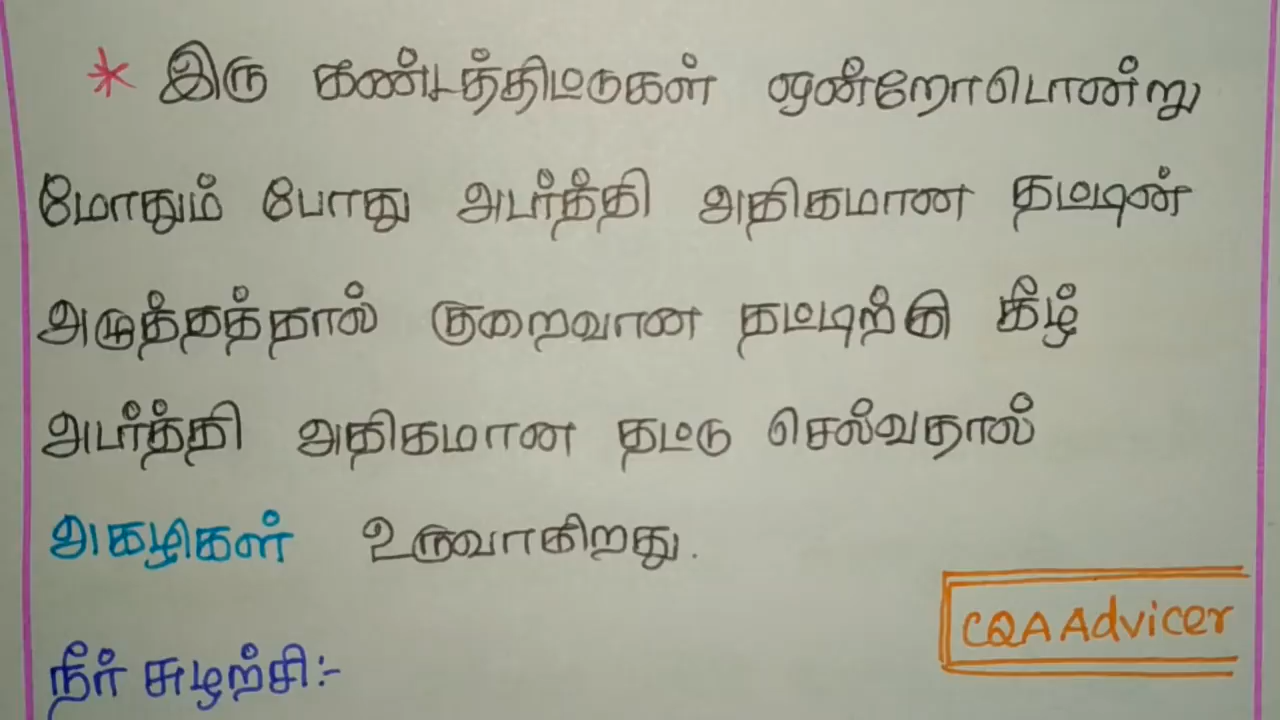 * இரு கண்டத்திட்டுகள் ஒன்றோடொன்று
மோதும் போது அடர்த்தி அதிகமான தட்டின்
அழுத்தத்தால் குறைவான தட்டிற்கு கீழ்
அடர்த்தி அதிகமான தட்டு செல்வதால்
அகழிகள் உருவாகிறது.
CQA Advicer
நீர் சுழற்சி:-